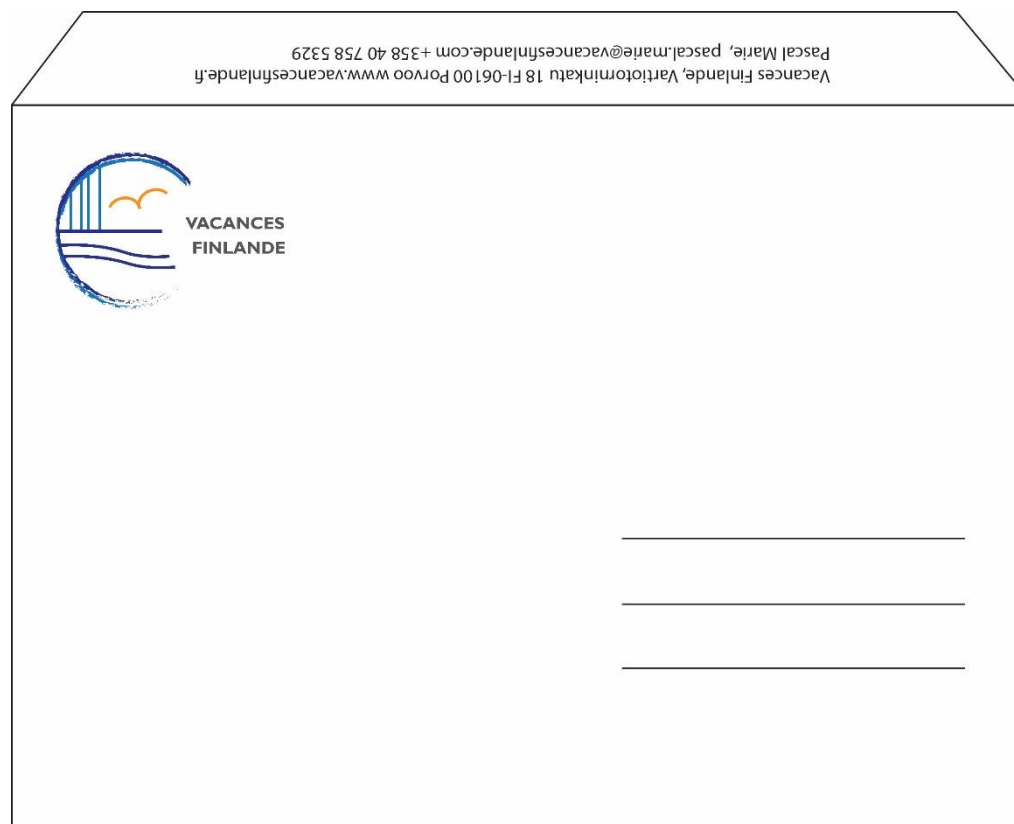 Vacances Finlande, Vartiotorninkatu 18 FI-06100 Porvoo www.vacancesfinlande.fi
Pascal Marie, pascal.marie@vacancesfinlande.com +358 40 758 5329
VACANCES
FINLANDE